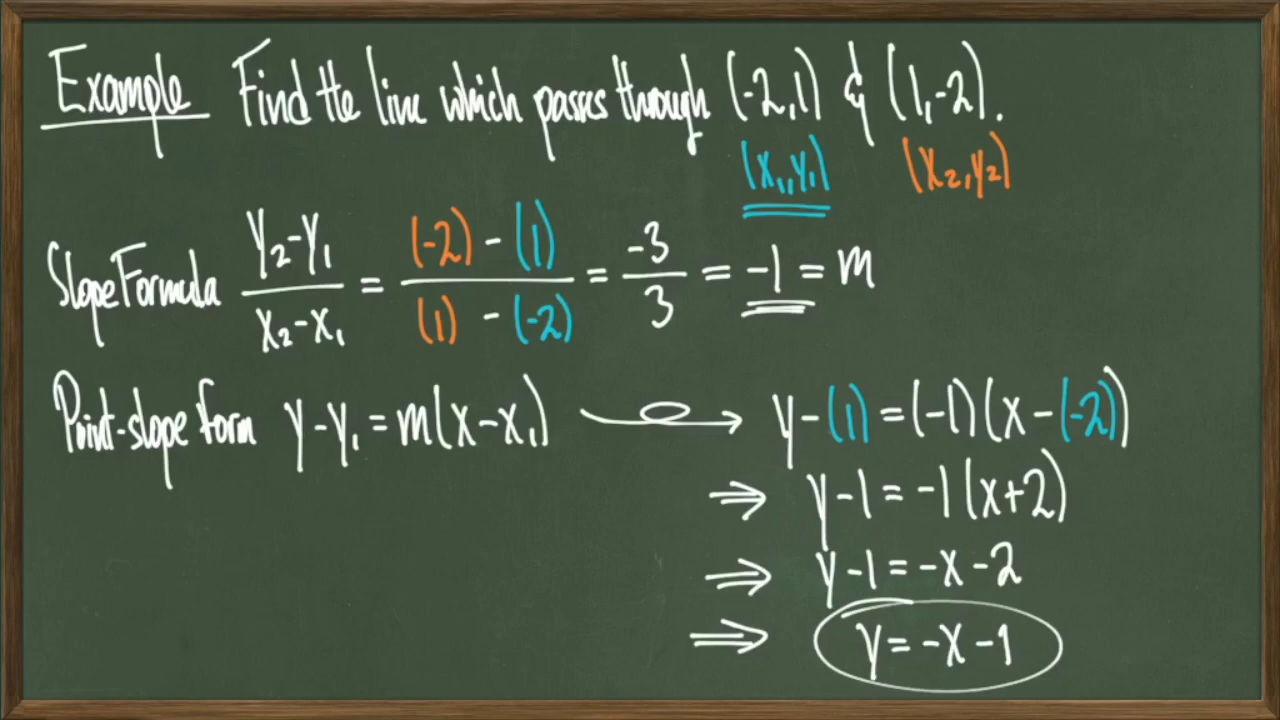 Example Find the line which passes through (-2,1) & (1,-2).
(x₁,y₁) (x₂,y₂)
Slope Formula (y₂-y₁)/(x₂-x₁) = ((-2) - (1))/((1) - (-2)) = -3/3 = -1 = m
Point-slope form y-y₁ = m(x-x₁) → y-(1) = (-1)(x-(-2))
⇒ y-1 = -1(x+2)
⇒ y-1 = -x-2
⇒ y = -x-1